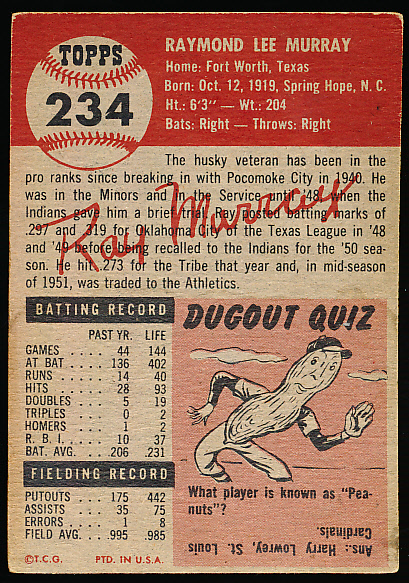 TOPPS
234
RAYMOND LEE MURRAY
Home: Fort Worth, Texas
Born: Oct. 12, 1919, Spring Hope, N. C.
Ht.: 6'3" — Wt.: 204
Bats: Right — Throws: Right
The husky veteran has been in
the pro ranks since breaking in with Pocomoke City in 1940. He
was in the Minors and in the Service until '48, when the
Indians gave him a brief trial. Ray posted batting marks of
.297 and .319 for Oklahoma City of the Texas League in '48
and '49 before being recalled to the Indians for the '50 sea-
son. He hit .273 for the Tribe that year and, in mid-season
of 1951, was traded to the Athletics.
Ray Murray
BATTING RECORD
PAST YR. LIFE
GAMES .... 44 144
AT BAT .... 136 402
RUNS .... 14 40
HITS .... 28 93
DOUBLES .... 5 19
TRIPLES .... 0 2
HOMERS .... 1 2
R. B. I. .... 10 37
BAT. AVG. .... .206 .231
FIELDING RECORD
PUTOUTS .... 175 442
ASSISTS .... 35 75
ERRORS .... 1 8
FIELD AVG. .995 .985
©T.C.G. PTD. IN U.S.A.
DUGOUT QUIZ
What player is known as "Pea-
nuts"?
Ans.: Harry Lowrey, St. Louis
Cardinals.